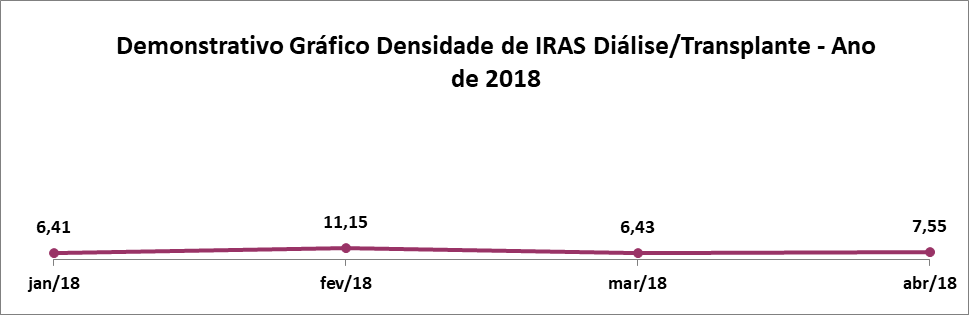 Demonstrativo Gráfico Densidade de IRAS Diálise/Transplante - Ano
de 2018
6,41
11,15
6,43
7,55
jan/18
fev/18
mar/18
abr/18